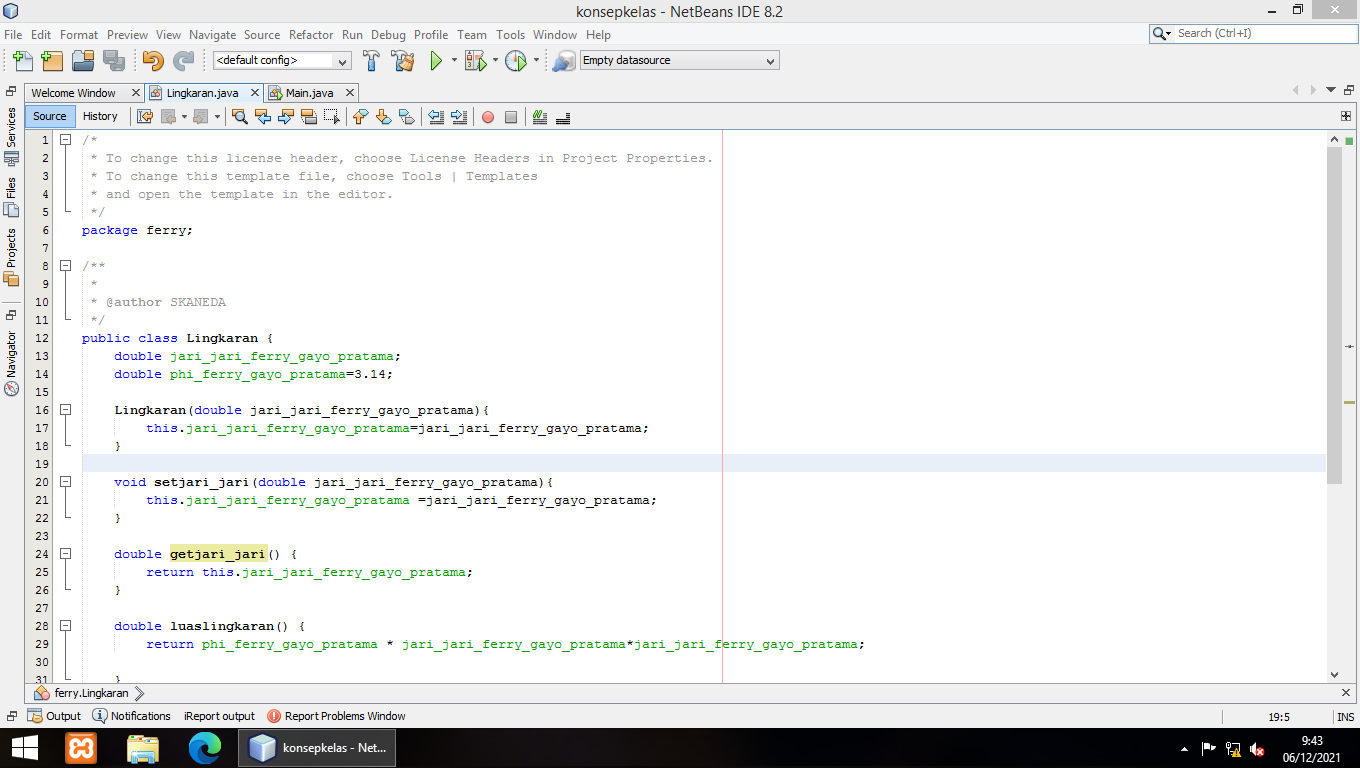 konsepkelas - NetBeans IDE 8.2
File Edit Format Preview View Navigate Source Refactor Run Debug Profile Team Tools Window Help
Search (Ctrl+I)
<default config>
Empty datasource
Welcome Window Lingkaran.java Main.java
Source History
Services
Files
Projects
Navigator
1 /*
2 * To change this license header, choose License Headers in Project Properties.
3 * To change this template file, choose Tools | Templates
4 * and open the template in the editor.
5 */
6 package ferry;
7
8 /**
9 *
10 * @author SKANEDA
11 */
12 public class Lingkaran {
13 double jari_jari_ferry_gayo_pratama;
14 double phi_ferry_gayo_pratama=3.14;
15
16 Lingkaran(double jari_jari_ferry_gayo_pratama){
17 this.jari_jari_ferry_gayo_pratama=jari_jari_ferry_gayo_pratama;
18 }
19
20 void setjari_jari(double jari_jari_ferry_gayo_pratama){
21 this.jari_jari_ferry_gayo_pratama =jari_jari_ferry_gayo_pratama;
22 }
23
24 double getjari_jari() {
25 return this.jari_jari_ferry_gayo_pratama;
26 }
27
28 double luaslingkaran() {
29 return phi_ferry_gayo_pratama * jari_jari_ferry_gayo_pratama*jari_jari_ferry_gayo_pratama;
30
31 }
ferry.Lingkaran
Output Notifications iReport output Report Problems Window
19:5 INS
konsepkelas - Net...
9:43
06/12/2021